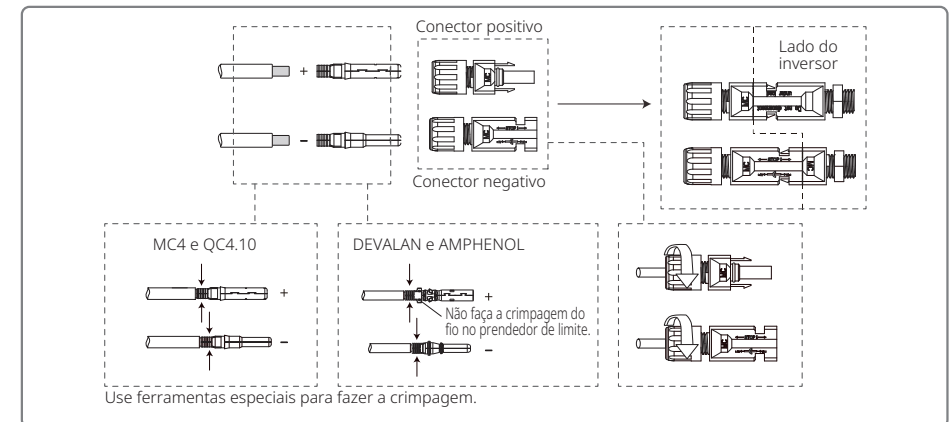 Conector positivo
Lado do
inversor
+
-
Conector negativo
MC4 e QC4.10
DEVALAN e AMPHENOL
+
-
+
Não faça a crimpagem do
fio no prendedor de limite.
-
Use ferramentas especiais para fazer a crimpagem.